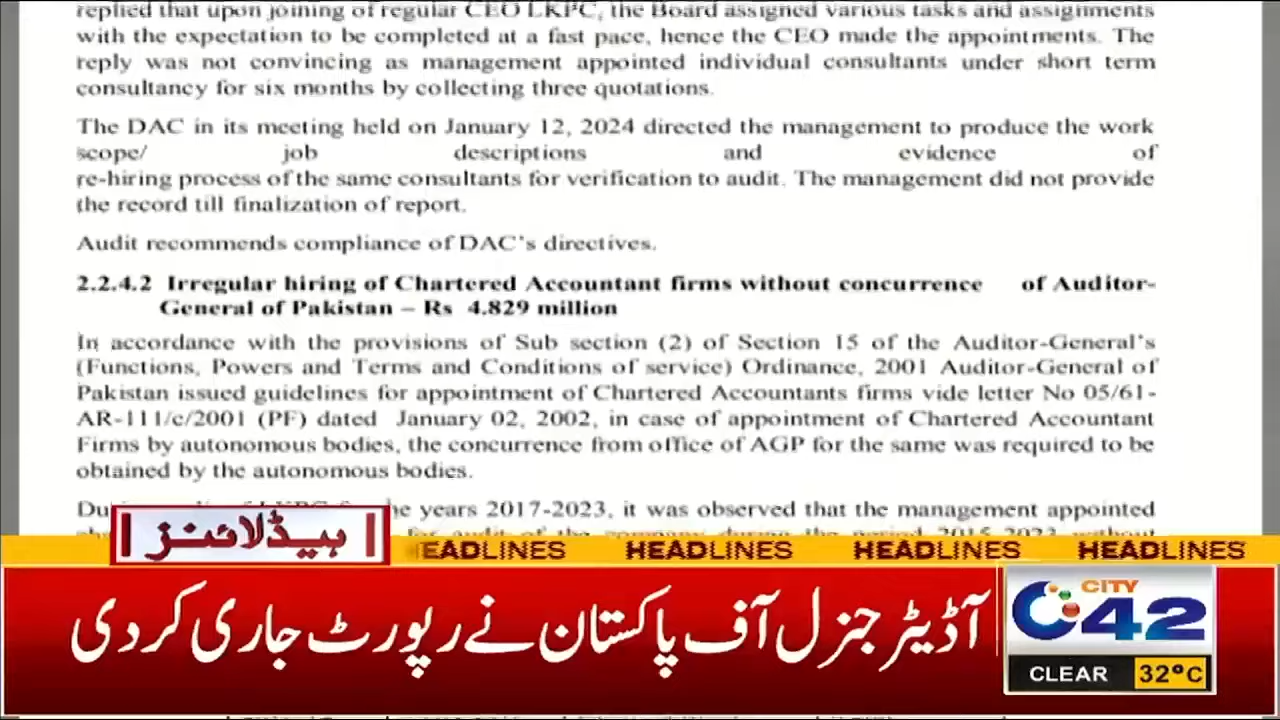 replied that upon joining of regular CEO LKPC, the Board assigned various tasks and assignments
with the expectation to be completed at a fast pace, hence the CEO made the appointments. The
reply was not convincing as management appointed individual consultants under short term
consultancy for six months by collecting three quotations.
The DAC in its meeting held on January 12, 2024 directed the management to produce the work
scope/ job descriptions and evidence of
re-hiring process of the same consultants for verification to audit. The management did not provide
the record till finalization of report.
Audit recommends compliance of DAC's directives.
2.2.4.2 Irregular hiring of Chartered Accountant firms without concurrence of Auditor-
General of Pakistan – Rs 4.829 million
In accordance with the provisions of Sub section (2) of Section 15 of the Auditor-General's
(Functions, Powers and Terms and Conditions of service) Ordinance, 2001 Auditor-General of
Pakistan issued guidelines for appointment of Chartered Accountants firms vide letter No 05/61-
AR-111/c/2001 (PF) dated January 02, 2002, in case of appointment of Chartered Accountant
Firms by autonomous bodies, the concurrence from office of AGP for the same was required to be
obtained by the autonomous bodies.
years 2017-2023, it was observed that the management appointed
ہیڈلائنز
HEADLINES HEADLINES HEADLINES HEADLINES
آڈیٹر جنرل آف پاکستان نے رپورٹ جاری کردی
CITY
42
CLEAR 32°C